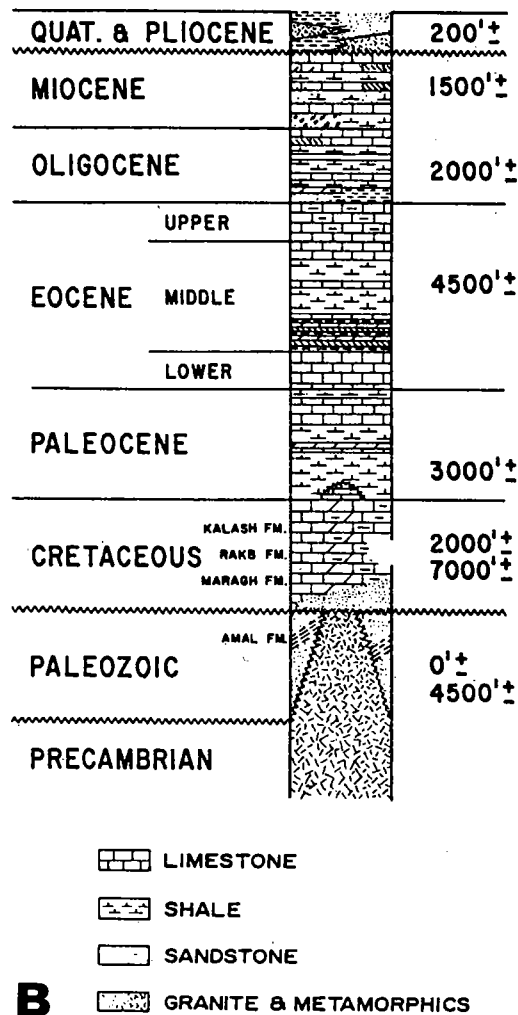 QUAT. & PLIOCENE 200'±
MIOCENE 1500'±
OLIGOCENE 2000'±
UPPER
EOCENE MIDDLE 4500'±
LOWER
PALEOCENE 3000'±
KALASH FM.
CRETACEOUS RAKB FM. 2000'±
MARAGH FM. 7000'±
AMAL FM.
PALEOZOIC 0'±
4500'±
PRECAMBRIAN
LIMESTONE
SHALE
SANDSTONE
B GRANITE & METAMORPHICS